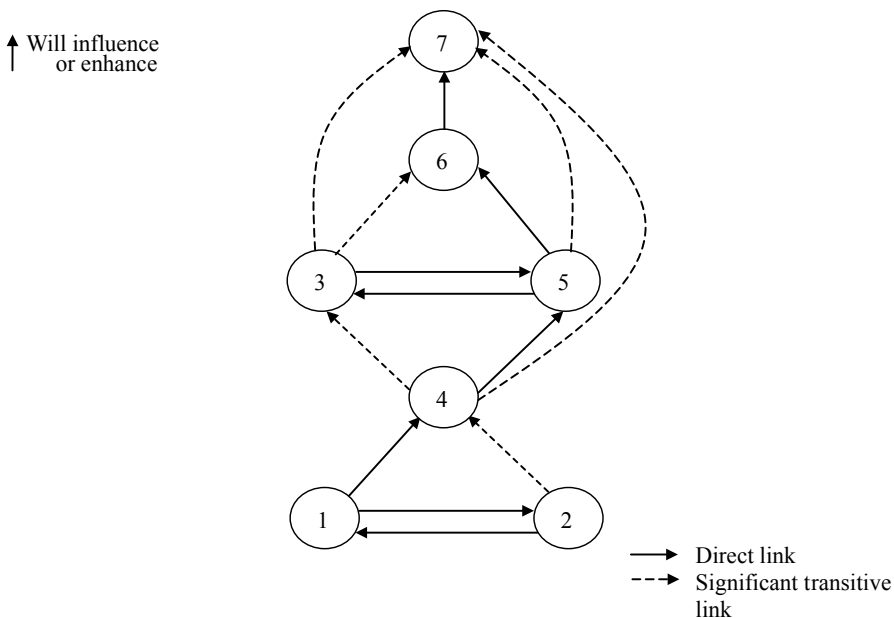 7
Will influence
or enhance
6
3
5
4
1
2
Direct link
Significant transitive
link